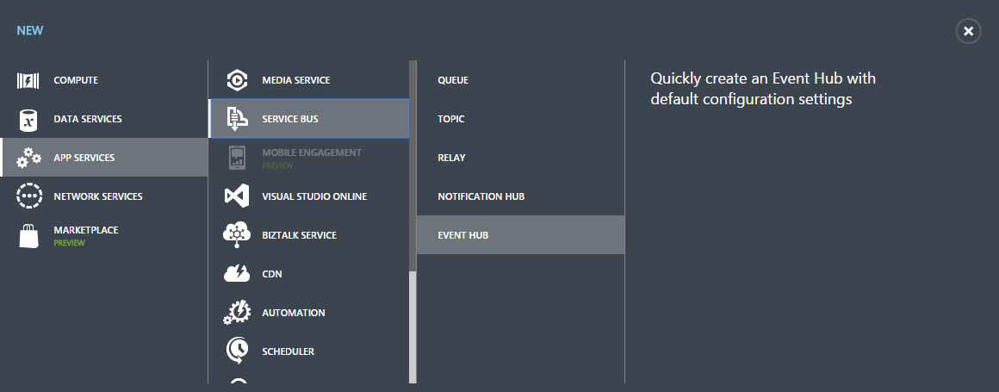 NEW
COMPUTE
DATA SERVICES
APP SERVICES
NETWORK SERVICES
MARKETPLACE
PREVIEW
MEDIA SERVICE
SERVICE BUS
MOBILE ENGAGEMENT
PREVIEW
VISUAL STUDIO ONLINE
BIZTALK SERVICE
CDN
AUTOMATION
SCHEDULER
QUEUE
TOPIC
RELAY
NOTIFICATION HUB
EVENT HUB
Quickly create an Event Hub with
default configuration settings